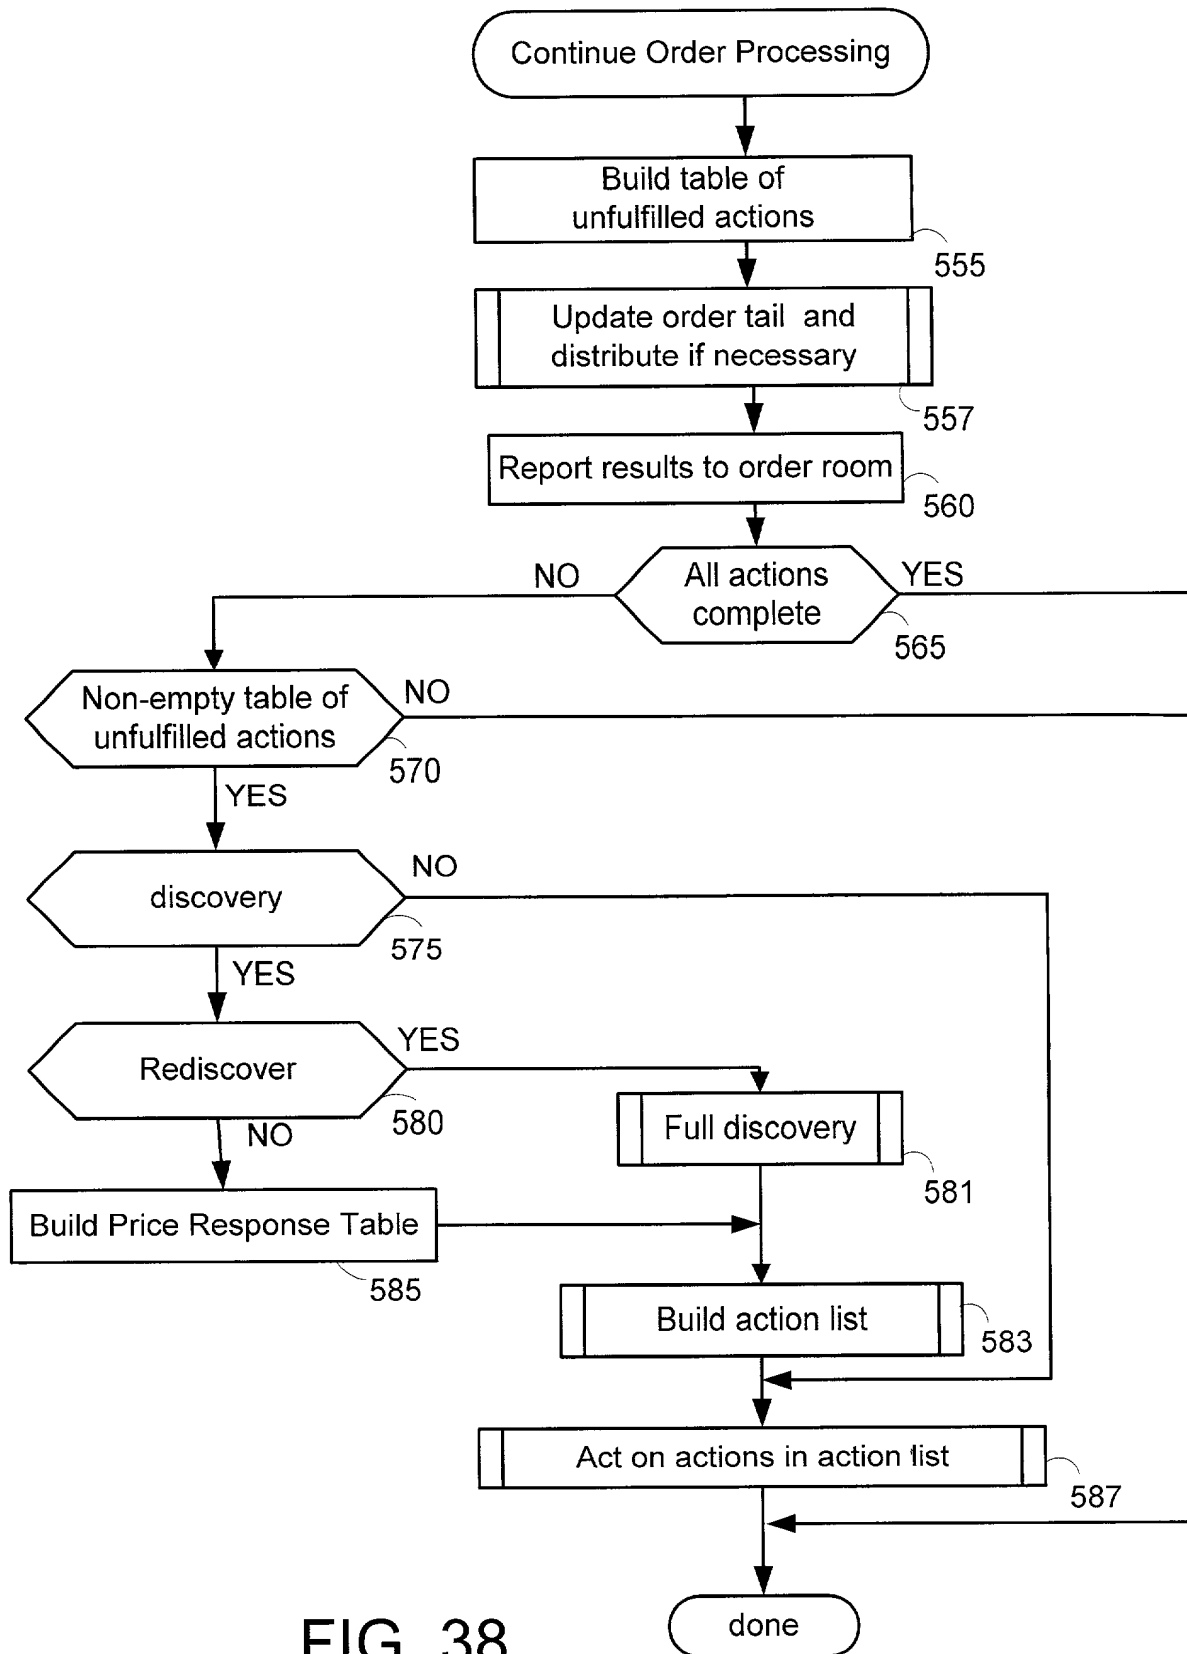 Continue Order Processing
Build table of
unfulfilled actions
555
Update order tail and
distribute if necessary
557
Report results to order room
560
NO
All actions
complete
YES
565
Non-empty table of
unfulfilled actions
NO
570
YES
discovery
NO
575
YES
Rediscover
YES
580
NO
Full discovery
581
Build Price Response Table
585
Build action list
583
Act on actions in action list
587
done
FIG. 38